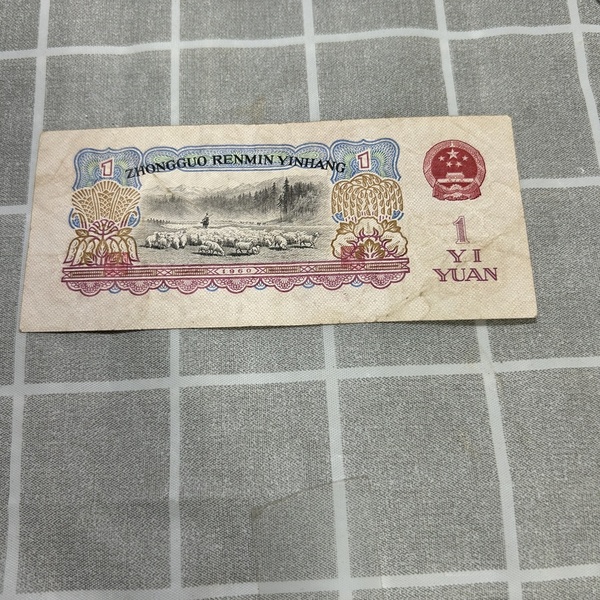 1
ZHONGGUO RENMIN YINHANG
1
1960
1
YI
YUAN